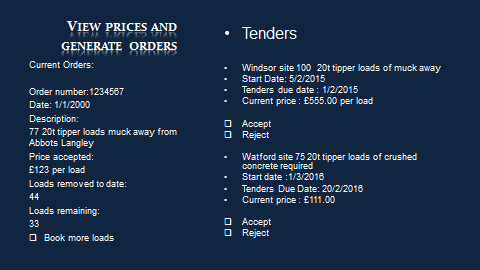 VIEW PRICES AND
GENERATE ORDERS
Current Orders:
Order number:1234567
Date: 1/1/2000
Description:
77 20t tipper loads muck away from
Abbots Langley
Price accepted:
£123 per load
Loads removed to date:
44
Loads remaining:
33
Book more loads
Tenders
Windsor site 100 20t tipper loads of muck away
Start Date: 5/2/2015
Tenders due date : 1/2/2015
Current price : £555.00 per load
Accept
Reject
Watford site 75 20t tipper loads of crushed
concrete required
Start date :1/3/2016
Tenders Due Date: 20/2/2016
Current price : £111.00
Accept
Reject